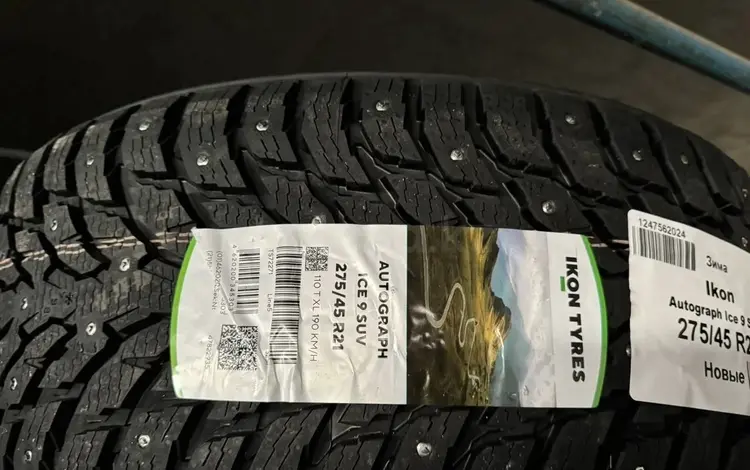 IKON TYRES
AUTOGRAPH
ICE 9 SUV
275/45 R21
110 T XL 190 KM/H
T572271
1247562024
Зима
Ikon
Autograph Ice 9 S
275/45 R2
Новые